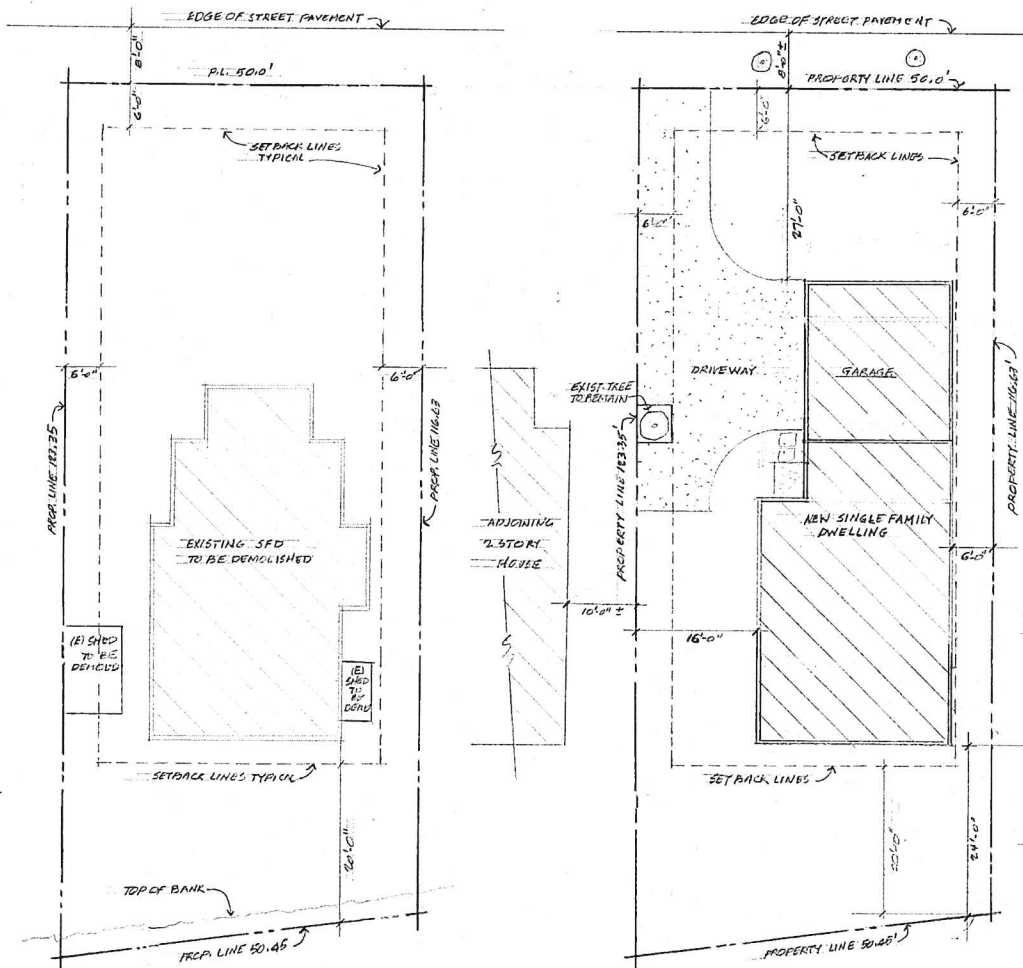 EDGE OF STREET PAVEMENT
8'-0"
P.L. 50.0'
6'-0"
SETBACK LINES
TYPICAL
6'-0"
6'-0"
PROP. LINE 123.35
PROP. LINE 116.63
EXISTING SFD
TO BE DEMOLISHED
(E) SHED
TO BE
DEMO'D
(E)
SHED
TO
BE
DEMO
SETBACK LINES TYPICAL
20'-0"
TOP OF BANK
PROP. LINE 50.45
ADJOINING
2 STORY
HOUSE
10'-0" ±
EDGE OF STREET PAVEMENT
8'-0" ±
PROPERTY LINE 50.0'
6'-0"
SETBACK LINES
6'-0"
27'-0"
6'-0"
DRIVEWAY
GARAGE
EXIST. TREE
TO REMAIN
PROPERTY LINE 123.35'
PROPERTY LINE 116.63'
NEW SINGLE FAMILY
DWELLING
6'-0"
16'-0"
SETBACK LINES
20'-0"
24'-0"
PROPERTY LINE 50.45'